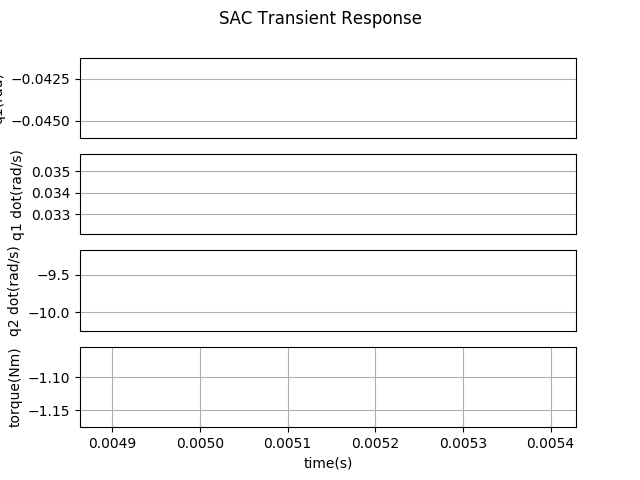 SAC Transient Response
−0.0425
−0.0450
0.035
0.034
0.033
q1 dot(rad/s)
−9.5
−10.0
q2 dot(rad/s)
−1.10
−1.15
torque(Nm)
0.0049 0.0050 0.0051 0.0052 0.0053 0.0054
time(s)